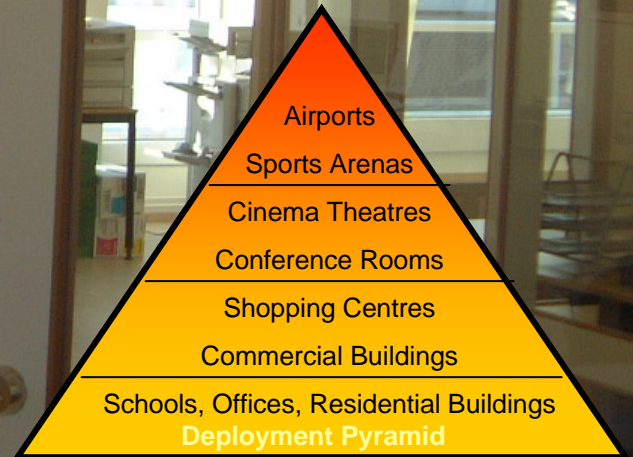 Airports
Sports Arenas
Cinema Theatres
Conference Rooms
Shopping Centres
Commercial Buildings
Schools, Offices, Residential Buildings
Deployment Pyramid